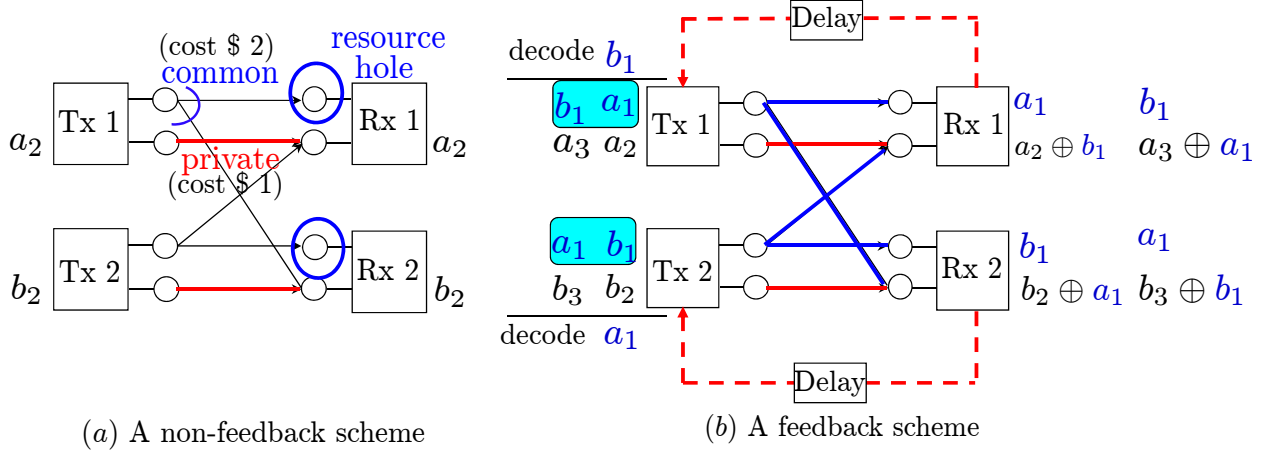 (cost $ 2)
common
resource
hole
Tx 1
Rx 1
a₂
a₂
private
(cost $ 1)
Tx 2
Rx 2
b₂
b₂
(a) A non-feedback scheme
Delay
decode b₁
b₁ a₁
a₃ a₂
Tx 1
Rx 1
a₁ b₁
a₂ ⊕ b₁ a₃ ⊕ a₁
a₁ b₁
b₃ b₂
Tx 2
Rx 2
b₁ a₁
b₂ ⊕ a₁ b₃ ⊕ b₁
decode a₁
Delay
(b) A feedback scheme